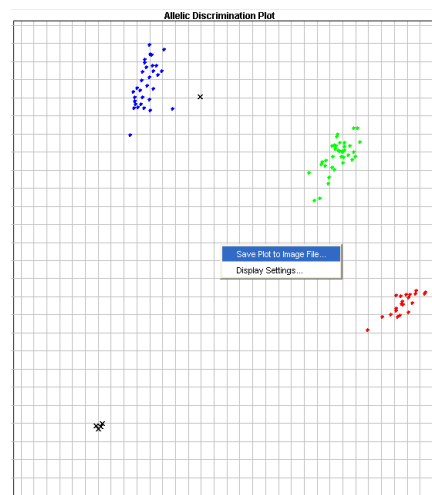 Allelic Discrimination Plot
Save Plot to Image File...
Display Settings...